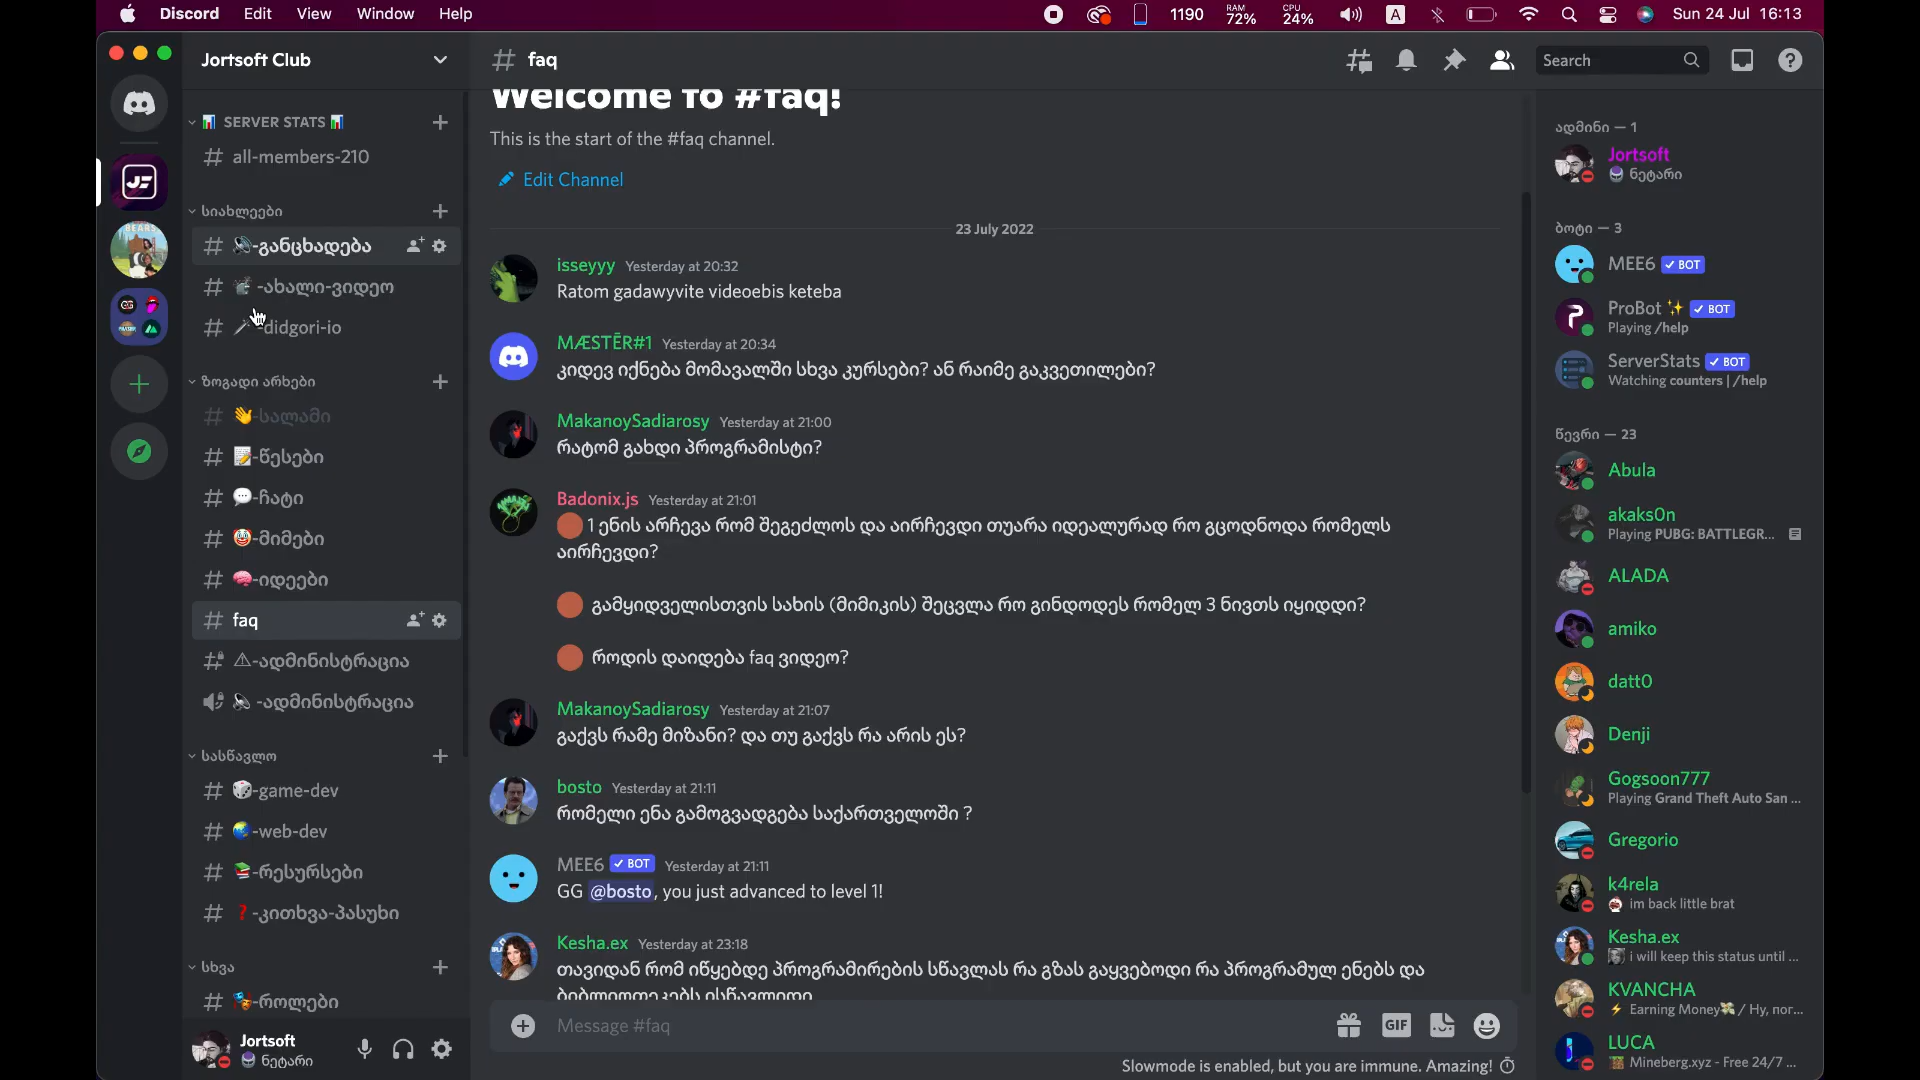 Discord Edit View Window Help
1190 RAM 72% CPU 24% A Sun 24 Jul 16:13
Jortsoft Club
SERVER STATS
all-members-210
სიახლეები
-განცხადება
-ახალი-ვიდეო
-didgori-io
ზოგადი არხები
-სალამი
-წესები
-ჩატი
-მიმები
-იდეები
faq
-ადმინისტრაცია
-ადმინისტრაცია
სასწავლო
-game-dev
-web-dev
-რესურსები
-კითხვა-პასუხი
სხვა
-როლები
Jortsoft
ნეტარი
faq
Search
Welcome to #faq!
This is the start of the #faq channel.
Edit Channel
23 July 2022
isseyyy Yesterday at 20:32
Ratom gadawyvite videoebis keteba
MÆSTĒR#1 Yesterday at 20:34
კიდევ იქნება მომავალში სხვა კურსები? ან რაიმე გაკვეთილები?
MakanoySadiarosy Yesterday at 21:00
რატომ გახდი პროგრამისტი?
Badonix.js Yesterday at 21:01
1 ენის არჩევა რომ შეგეძლოს და აირჩევდი თუარა იდეალურად რო გცოდნოდა რომელს
აირჩევდი?
გამყიდველისთვის სახის (მიმიკის) შეცვლა რო გინდოდეს რომელ 3 ნივთს იყიდდი?
როდის დაიდება faq ვიდეო?
MakanoySadiarosy Yesterday at 21:07
გაქვს რამე მიზანი? და თუ გაქვს რა არის ეს?
bosto Yesterday at 21:11
რომელი ენა გამოგვადგება საქართველოში ?
MEE6 BOT Yesterday at 21:11
GG @bosto, you just advanced to level 1!
Kesha.ex Yesterday at 23:18
თავიდან რომ იწყებდე პროგრამირების სწავლას რა გზას გაყვებოდი რა პროგრამულ ენებს და
ბიბლიოთეკებს ისწავლიდი
Message #faq
GIF
Slowmode is enabled, but you are immune. Amazing!
ადმინი — 1
Jortsoft
ნეტარი
ბოტი — 3
MEE6 BOT
ProBot BOT
Playing /help
ServerStats BOT
Watching counters | /help
წევრი — 23
Abula
akaksOn
Playing PUBG: BATTLEGR...
ALADA
amiko
datt0
Denji
Gogsoon777
Playing Grand Theft Auto San ...
Gregorio
k4rela
im back little brat
Kesha.ex
i will keep this status until ...
KVANCHA
Earning Money / Hy, nor...
LUCA
Mineberg.xyz - Free 24/7 ...